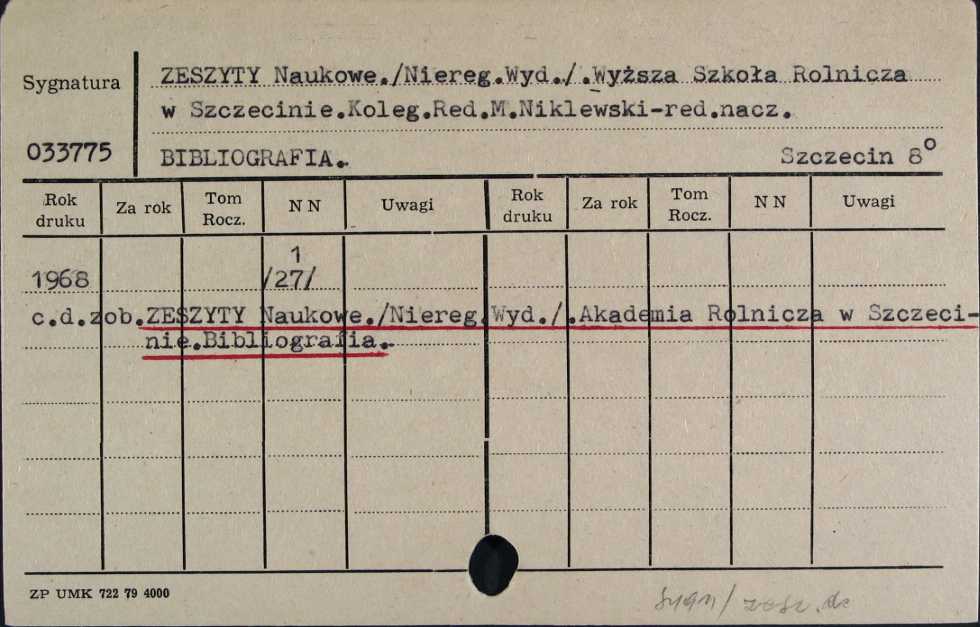 Sygnatura
ZESZYTY Naukowe./Niereg.Wyd./.Wyższa Szkoła Rolnicza
w Szczecinie.Koleg.Red.M.Niklewski-red.nacz.
033775
BIBLIOGRAFIA. Szczecin 8°
Rok druku Za rok Tom Rocz. NN Uwagi Rok druku Za rok Tom Rocz. NN Uwagi
1
1968 /27/
c.d.zob.ZESZYTY Naukowe./Niereg.Wyd./.Akademia Rolnicza w Szczeci-
nie.Bibliografia.
ZP UMK 722 79 4000